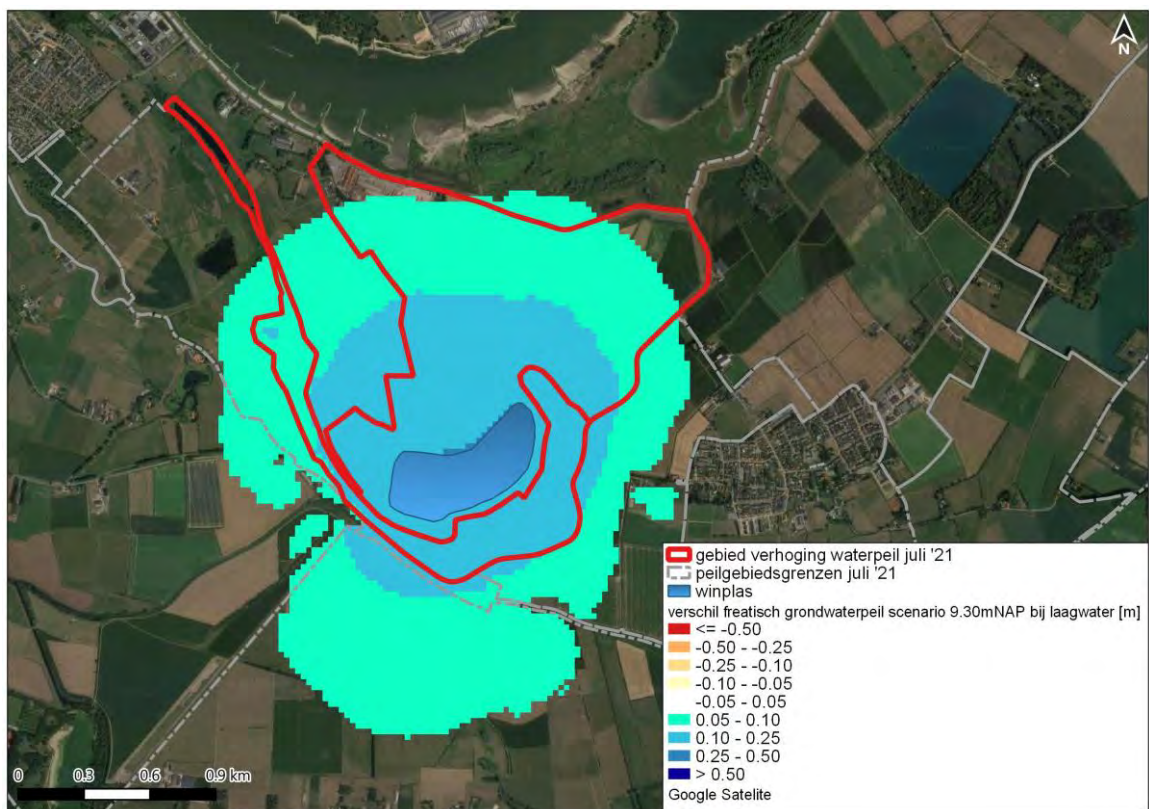 N
gebied verhoging waterpeil juli '21
peilgebiedsgrenzen juli '21
winplas
verschil freatisch grondwaterpeil scenario 9.30mNAP bij laagwater [m]
<= -0.50
-0.50 - -0.25
-0.25 - -0.10
-0.10 - -0.05
-0.05 - 0.05
0.05 - 0.10
0.10 - 0.25
0.25 - 0.50
> 0.50
Google Satelite
0 0.3 0.6 0.9 km